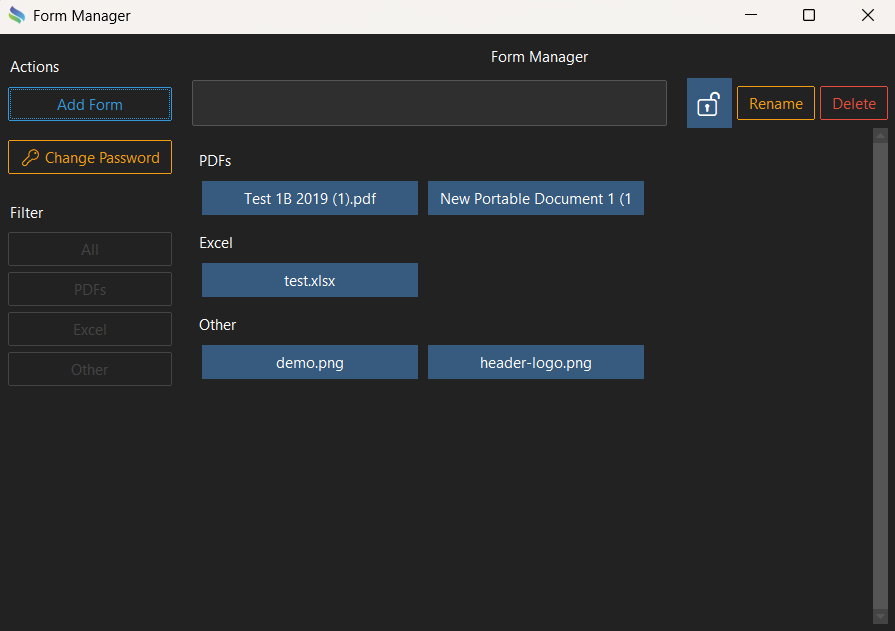 Form Manager
Form Manager
Actions
Add Form
Rename
Delete
Change Password
PDFs
Test 1B 2019 (1).pdf
New Portable Document 1 (1
Filter
Excel
All
test.xlsx
PDFs
Excel
Other
Other
demo.png
header-logo.png